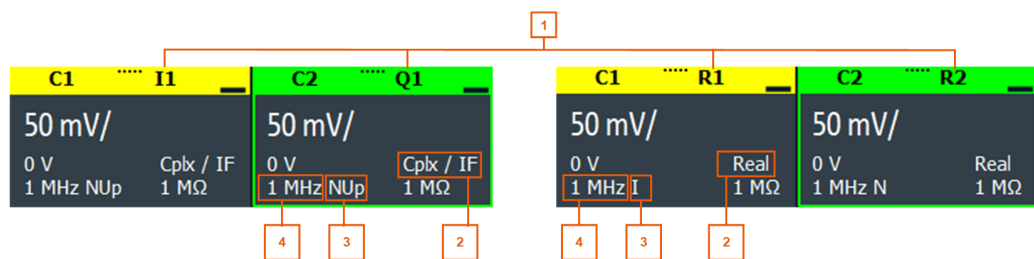 1
C1 I1 C2 Q1 C1 R1 C2 R2
50 mV/ 50 mV/ 50 mV/ 50 mV/
0 V Cplx / IF 0 V Cplx / IF 0 V Real 0 V Real
1 MHz NUp 1 MΩ 1 MHz NUp 1 MΩ 1 MHz I 1 MΩ 1 MHz N 1 MΩ
4 3 2 4 3 2